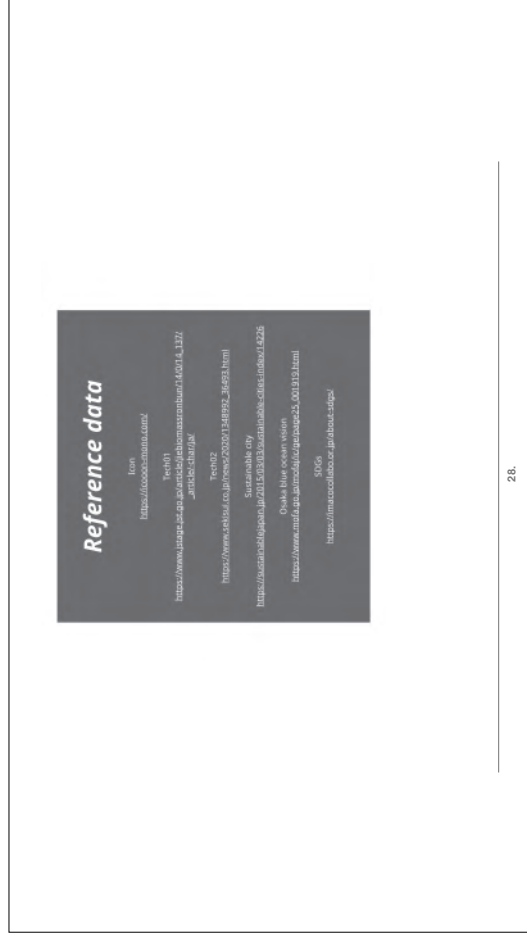 Reference data
Icon
https://icooon-mono.com/
Tech01
https://www.jstage.jst.go.jp/article/jiebiomassronbun/14/0/14_137/
_article/-char/ja/
Tech02
https://www.sekisui.co.jp/news/2020/1348992_36493.html
Sustainable city
https://sustainablejapan.jp/2015/03/03/sustainable-cities-index/14226
Osaka blue ocean vision
https://www.mofa.go.jp/mofaj/ic/ge/page25_001919.html
SDGs
https://imacocollabo.or.jp/about-sdgs/
28.